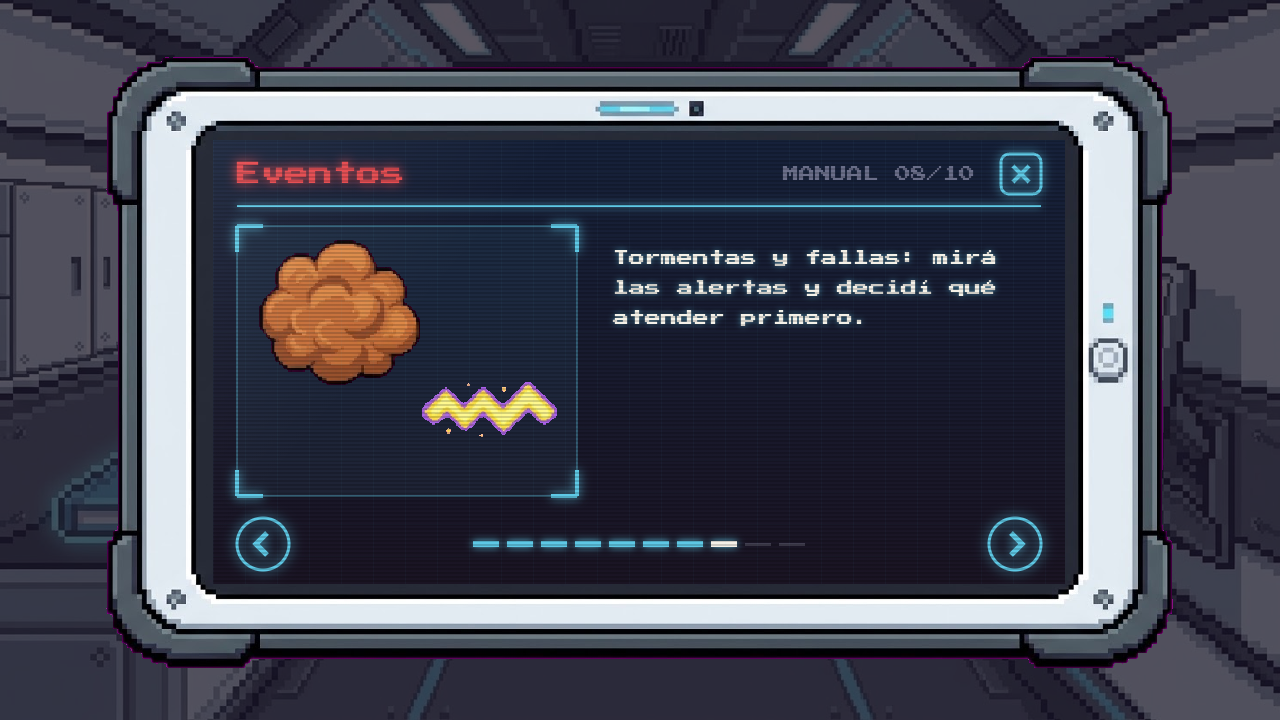 Eventos
MANUAL 08/10
Tormentas y fallas: mirá
las alertas y decidí qué
atender primero.